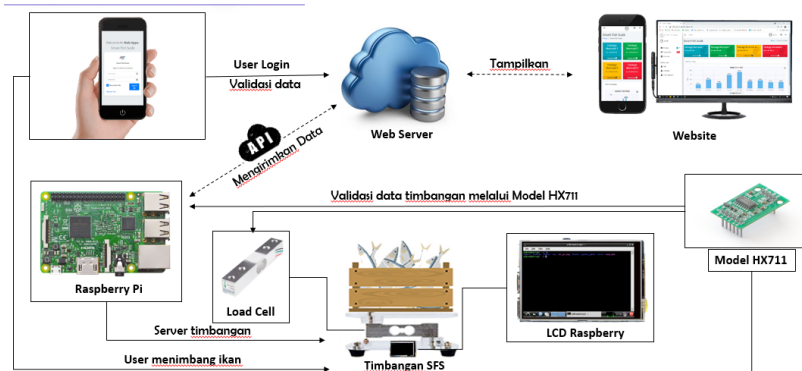 User Login
Validasi data
Tampilkan
Web Server
Website
API
Mengirimkan Data
Validasi data timbangan melalui Model HX711
Raspberry Pi
Load Cell
Model HX711
LCD Raspberry
Server timbangan
User menimbang ikan
Timbangan SFS